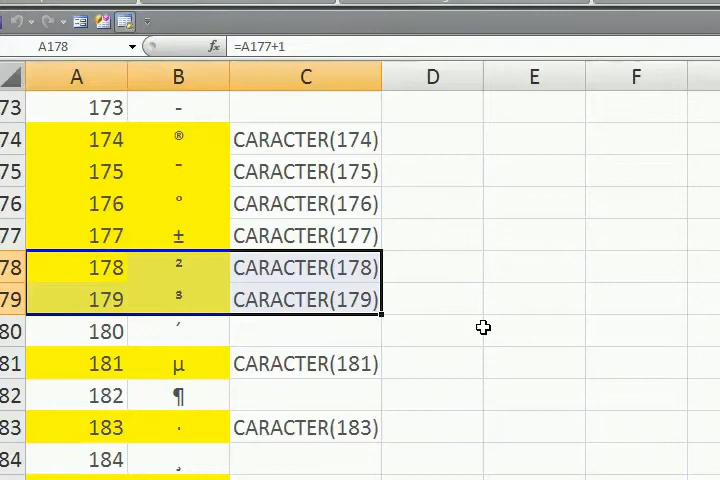 A178 fx =A177+1
A B C D E F
73 173 -
74 174 ® CARACTER(174)
75 175 ¯ CARACTER(175)
76 176 ° CARACTER(176)
77 177 ± CARACTER(177)
78 178 ² CARACTER(178)
79 179 ³ CARACTER(179)
80 180 ´
81 181 µ CARACTER(181)
82 182 ¶
83 183 · CARACTER(183)
84 184 ¸